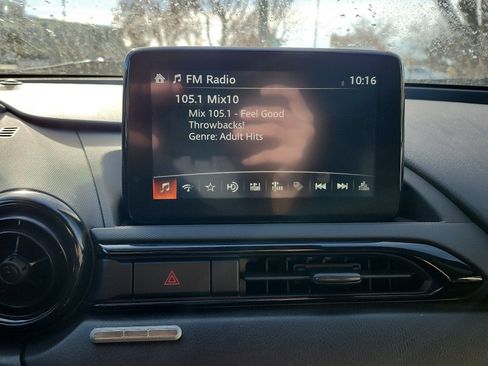 FM Radio
10:16
105.1 Mix10
Mix 105.1 - Feel Good
Throwbacks!
Genre: Adult Hits